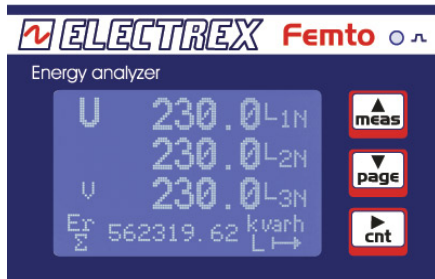 ELECTREX Femto
Energy analyzer
U 230.0 L1N
230.0 L2N
V 230.0 L3N
Er Σ 562319.62 kvarh L
meas
page
cnt